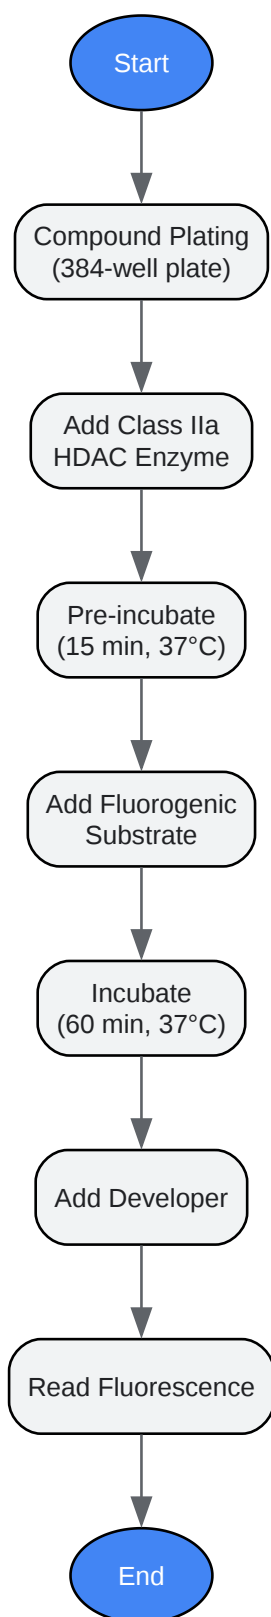 Start
Compound Plating
(384-well plate)
Add Class IIa
HDAC Enzyme
Pre-incubate
(15 min, 37°C)
Add Fluorogenic
Substrate
Incubate
(60 min, 37°C)
Add Developer
Read Fluorescence
End